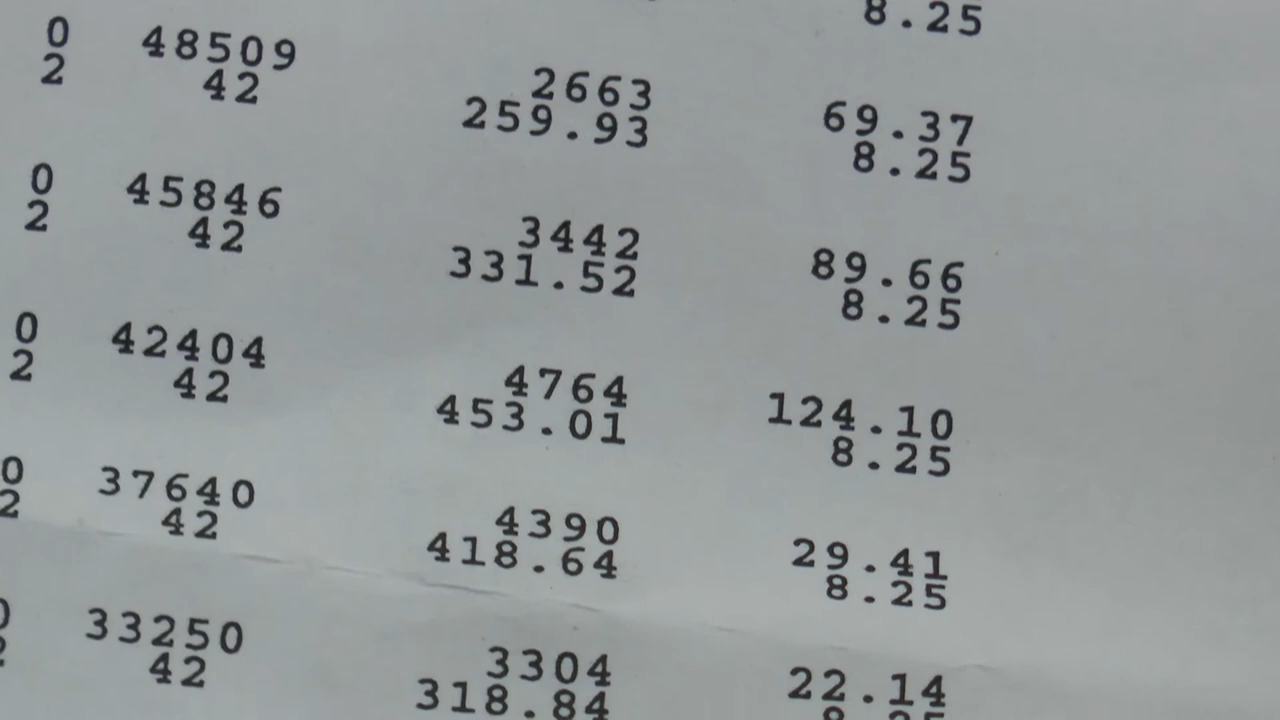 8.25
0 48509 2663 69.37
2 42 259.93 8.25
0 45846 3442 89.66
2 42 331.52 8.25
0 42404 4764 124.10
2 42 453.01 8.25
0 37640 4390 29.41
2 42 418.64 8.25
33250 3304 22.14
42 318.84